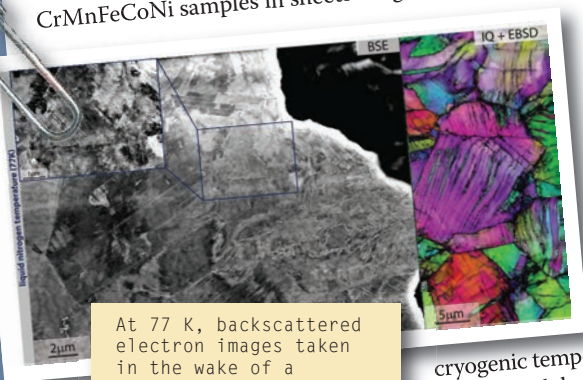 CrMnFeCoNi samples in
BSE
IQ + EBSD
liquid nitrogen temperature (77K)
2μm
5μm
At 77 K, backscattered
electron images taken
in the wake of a
cryogenic temp